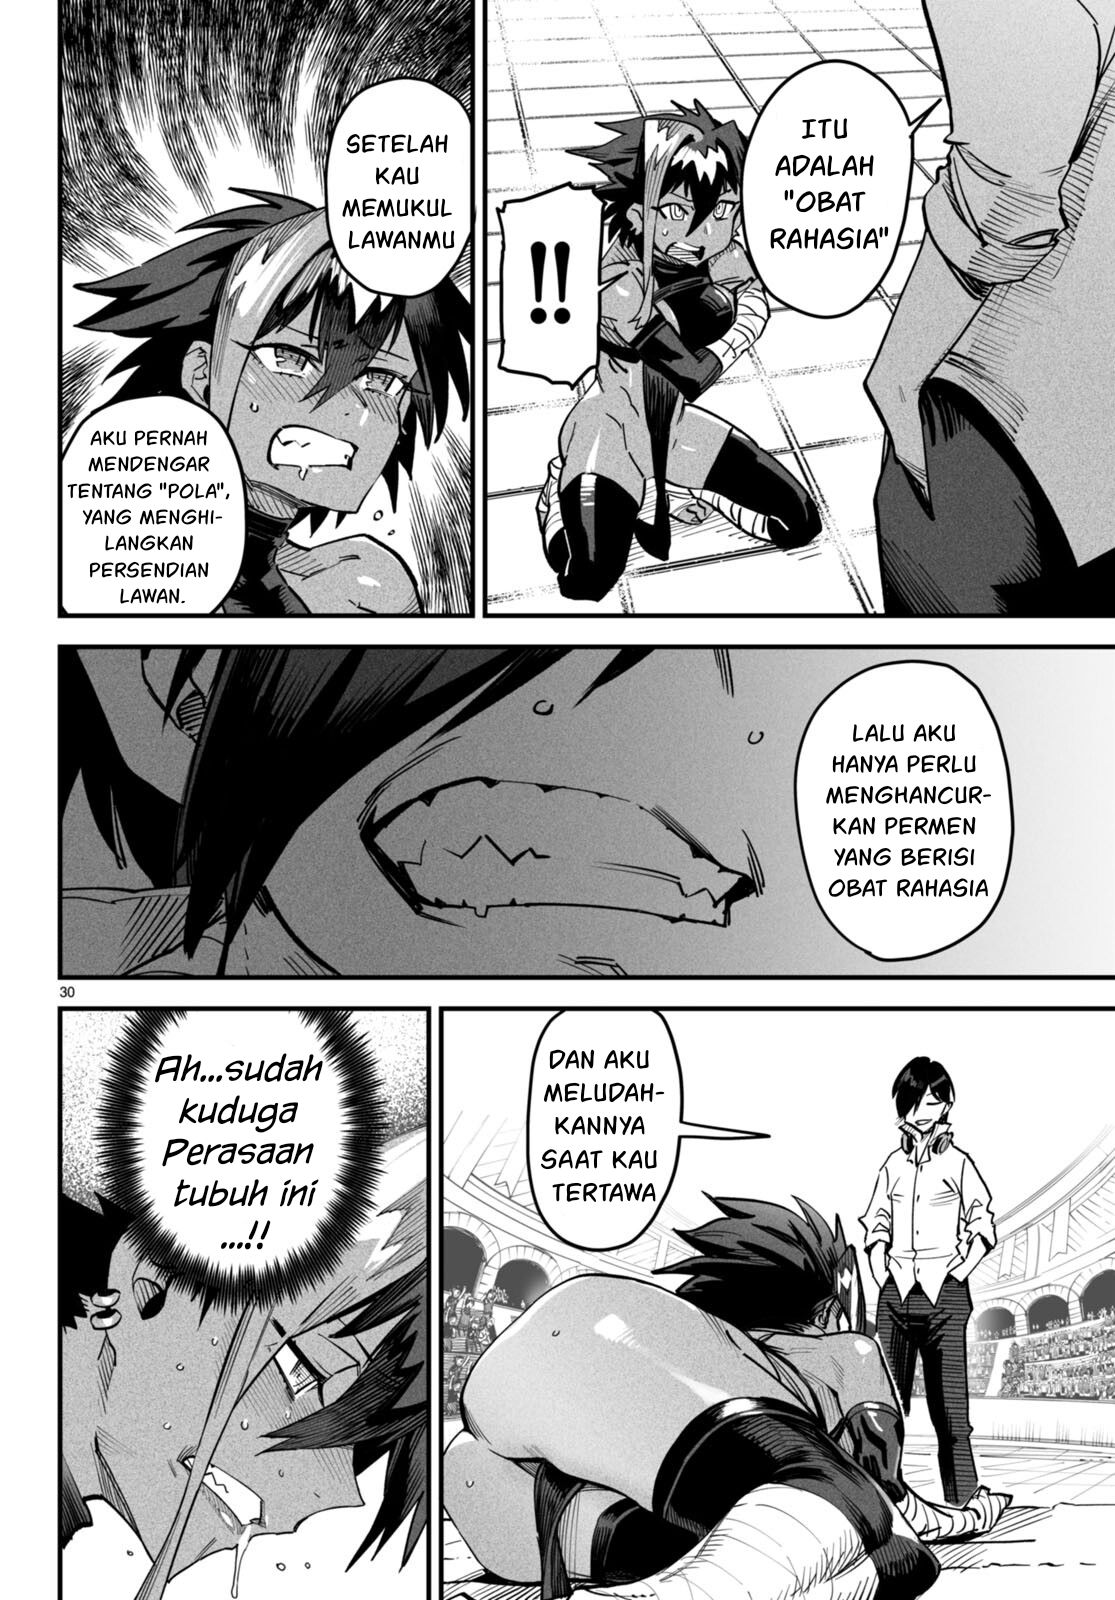 ITU
ADALAH
"OBAT
RAHASIA"
!!
SETELAH
KAU
MEMUKUL
LAWANMU
AKU PERNAH
MENDENGAR
TENTANG "POLA",
YANG MENGHI-
LANGKAN
PERSENDIAN
LAWAN.
LALU AKU
HANYA PERLU
MENGHANCUR-
KAN PERMEN
YANG BERISI
OBAT RAHASIA
30
DAN AKU
MELUDAH-
KANNYA
SAAT KAU
TERTAWA
Ah...sudah
kuduga
Perasaan
tubuh ini
....!!